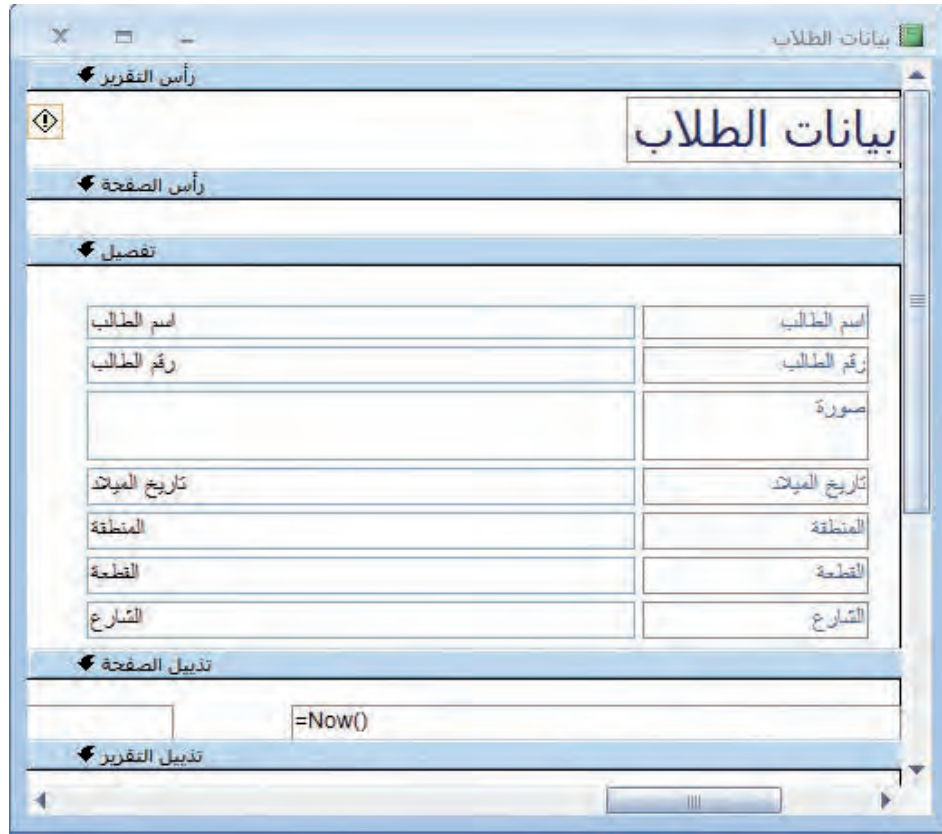 بيانات الطلاب
رأس التقرير
بيانات الطلاب
رأس الصفحة
تفصيل
اسم الطالب اسم الطالب
رقم الطالب رقم الطالب
صورة
تاريخ الميلاد تاريخ الميلاد
المنطقة المنطقة
القطعة القطعة
الشارع الشارع
تذييل الصفحة
=Now()
تذييل التقرير